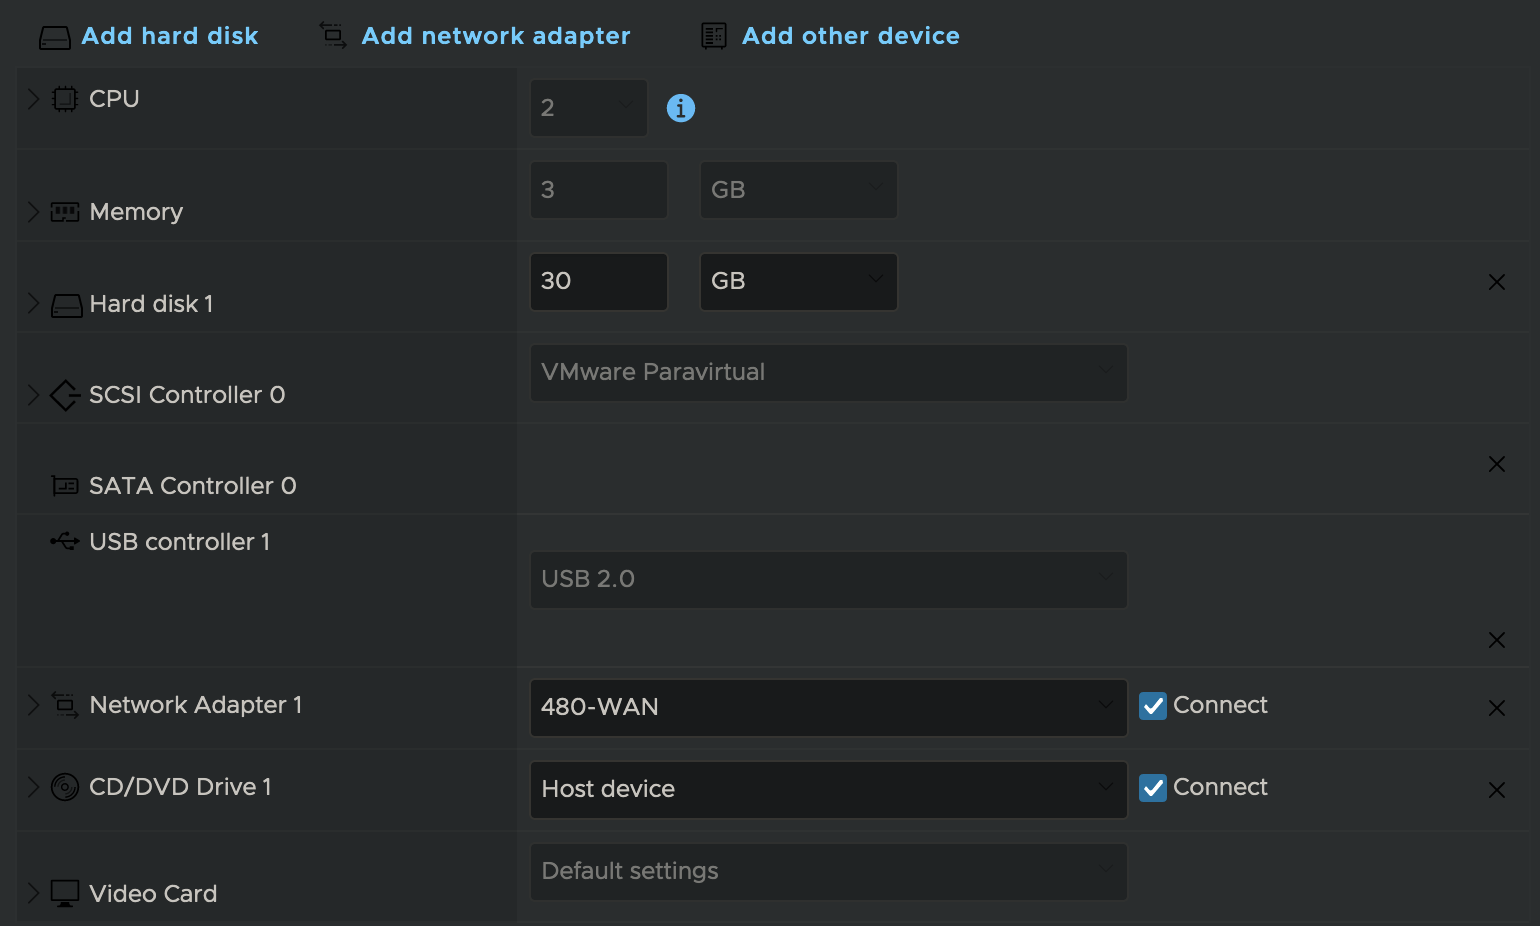 Add hard disk Add network adapter Add other device
CPU 2
Memory 3 GB
Hard disk 1 30 GB
SCSI Controller 0 VMware Paravirtual
SATA Controller 0
USB controller 1
USB 2.0
Network Adapter 1 480-WAN Connect
CD/DVD Drive 1 Host device Connect
Video Card Default settings